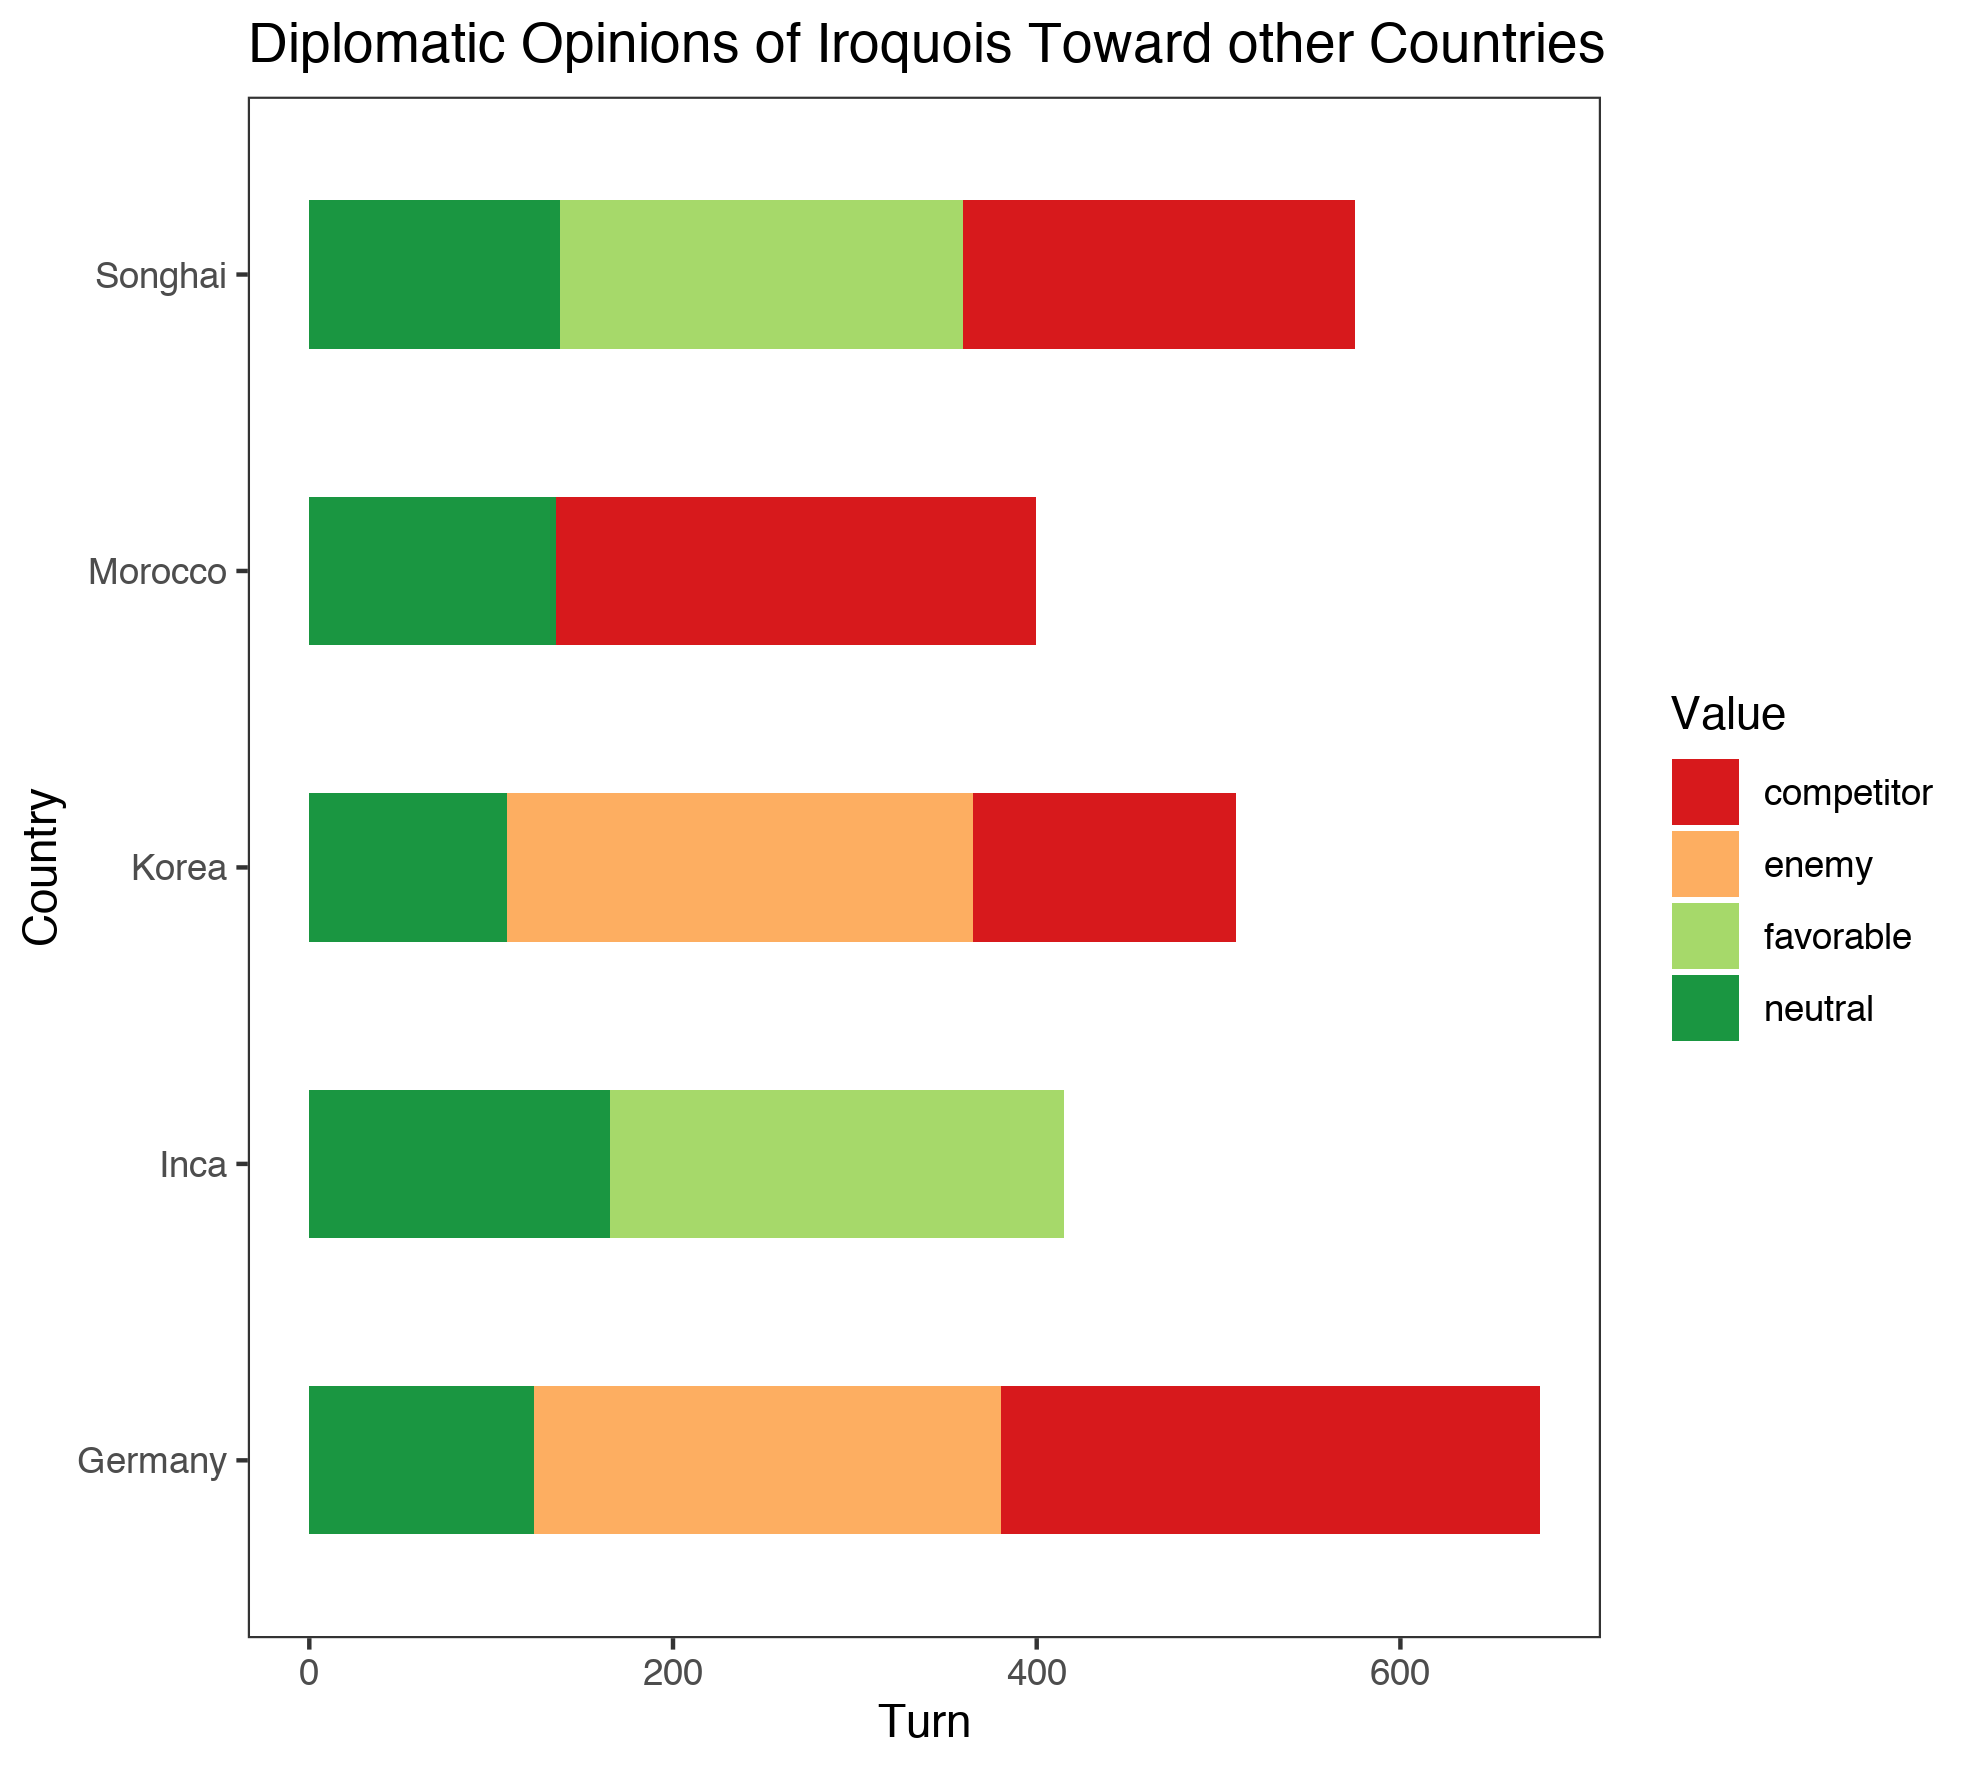 Diplomatic Opinions of Iroquois Toward other Countries
Songhai
Morocco
Korea
Inca
Germany
Country
0
200
400
600
Turn
Value
competitor
enemy
favorable
neutral